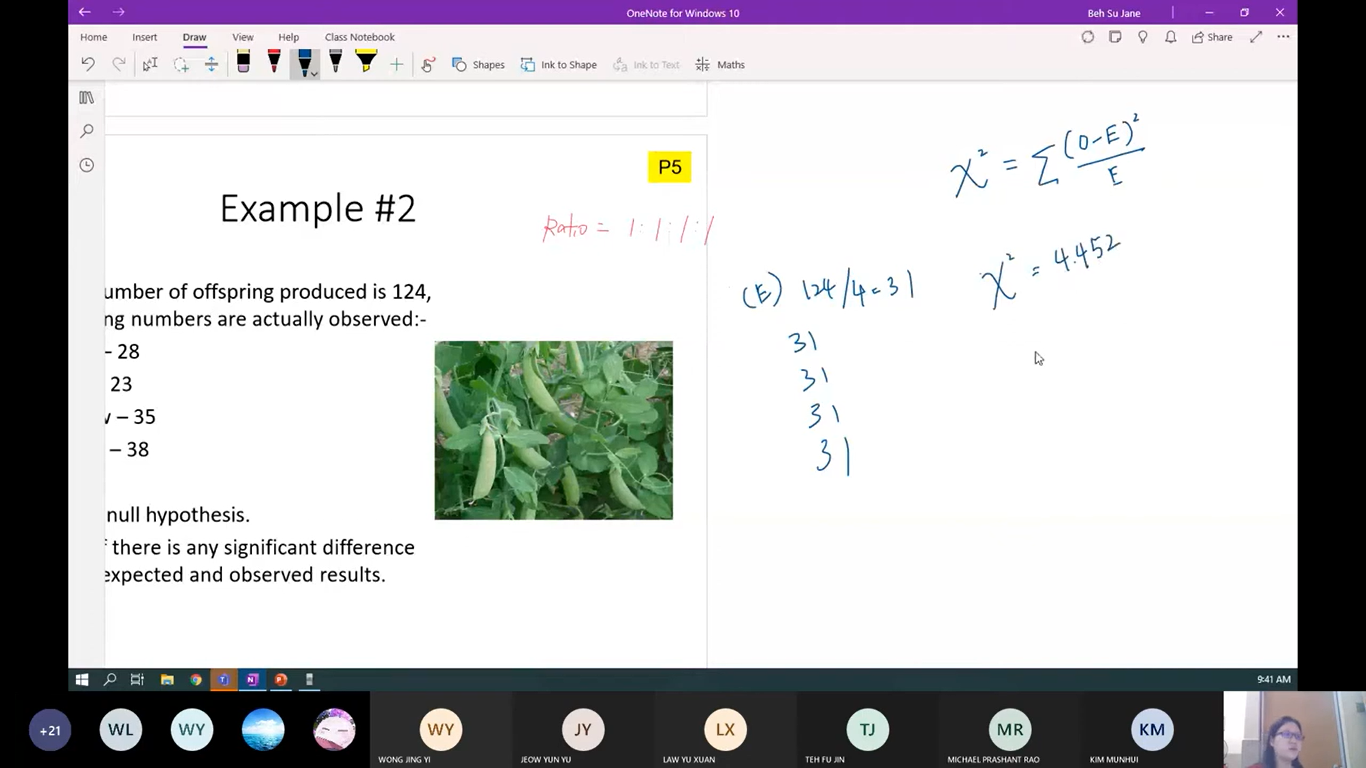 OneNote for Windows 10
Beh Su Jane
Home Insert Draw View Help Class Notebook
Share
Shapes Ink to Shape Ink to Text Maths
P5
Example #2
Ratio = 1:1:1:1
umber of offspring produced is 124,
ng numbers are actually observed:-
– 28
23
v – 35
– 38
null hypothesis.
f there is any significant difference
expected and observed results.
χ² = Σ (O-E)² / E
χ² = 4.452
(E) 124/4 = 31
31
31
31
31
9:41 AM
+21 WL WY WY JY LX TJ MR KM
WONG JING YI JEOW YUN YU LAW YU XUAN TEH FU JIN MICHAEL PRASHANT RAO KIM MUNHUI